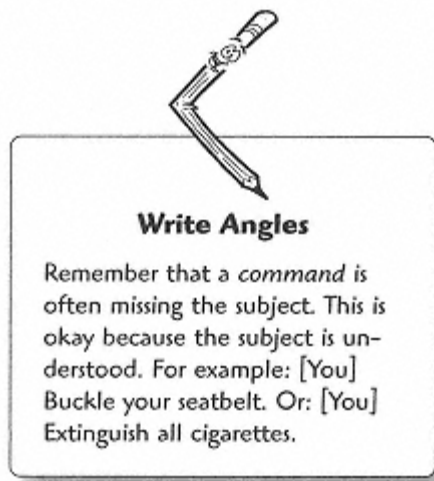 Write Angles
Remember that a command is
often missing the subject. This is
okay because the subject is un-
derstood. For example: [You]
Buckle your seatbelt. Or: [You]
Extinguish all cigarettes.